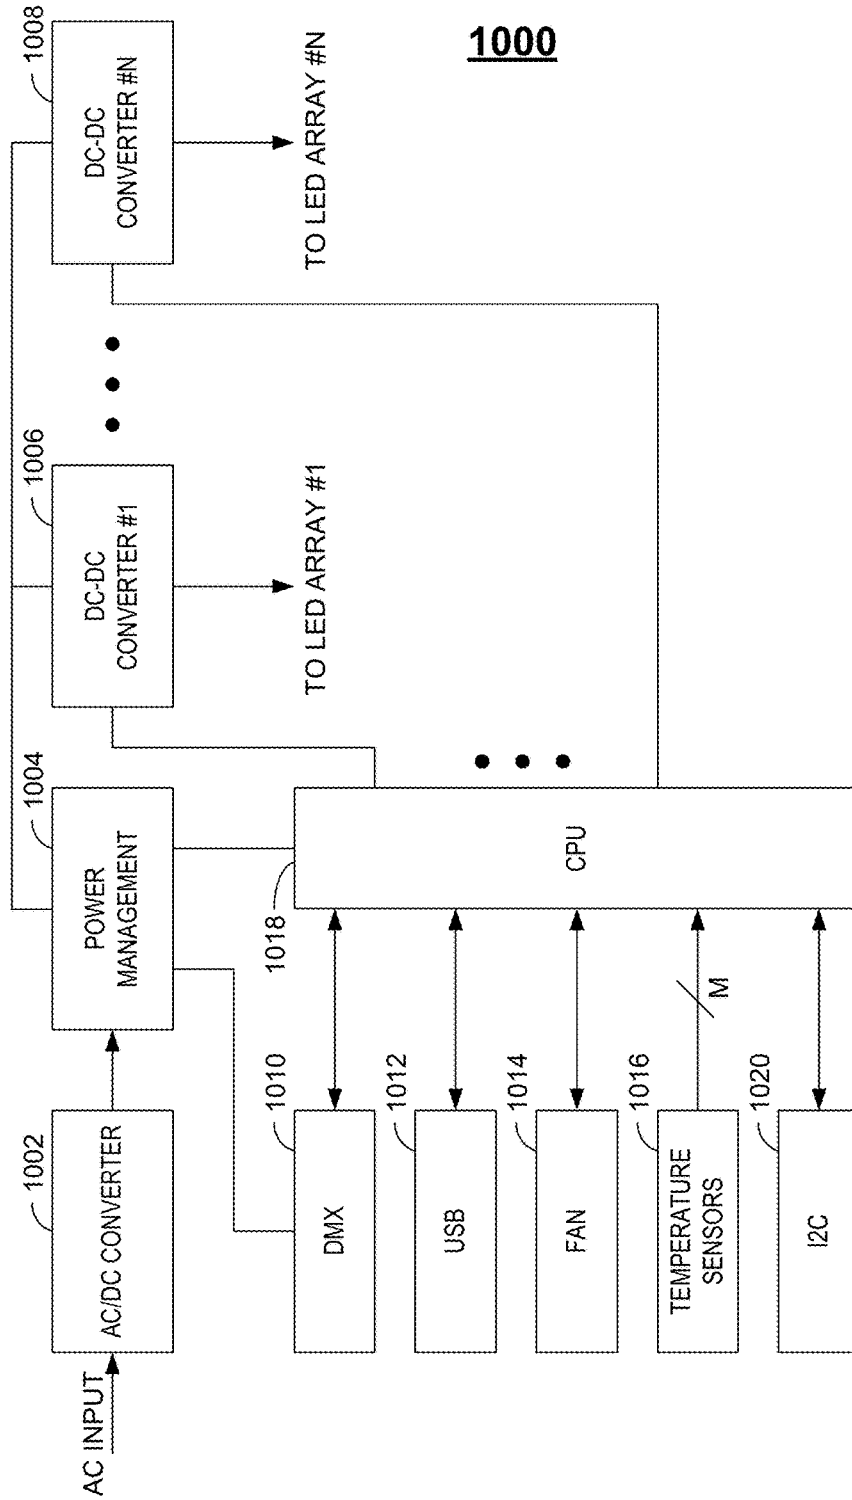 1000
AC INPUT
1002
AC/DC CONVERTER
1004
POWER
MANAGEMENT
1006
DC-DC
CONVERTER #1
TO LED ARRAY #1
1008
DC-DC
CONVERTER #N
TO LED ARRAY #N
1010
DMX
1012
USB
1014
FAN
1016
TEMPERATURE
SENSORS
M
1020
I2C
1018
CPU